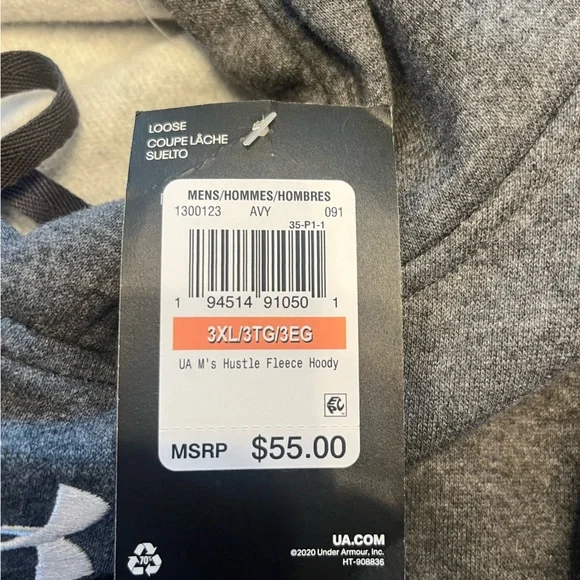 LOOSE
COUPE LÂCHE
SUELTO
MENS/HOMMES/HOMBRES
1300123 AVY 091
35-P1-1
1 94514 91050 1
3XL/3TG/3EG
UA M's Hustle Fleece Hoody
MSRP $55.00
70%
UA.COM
©2020 Under Armour, Inc.
HT-908836